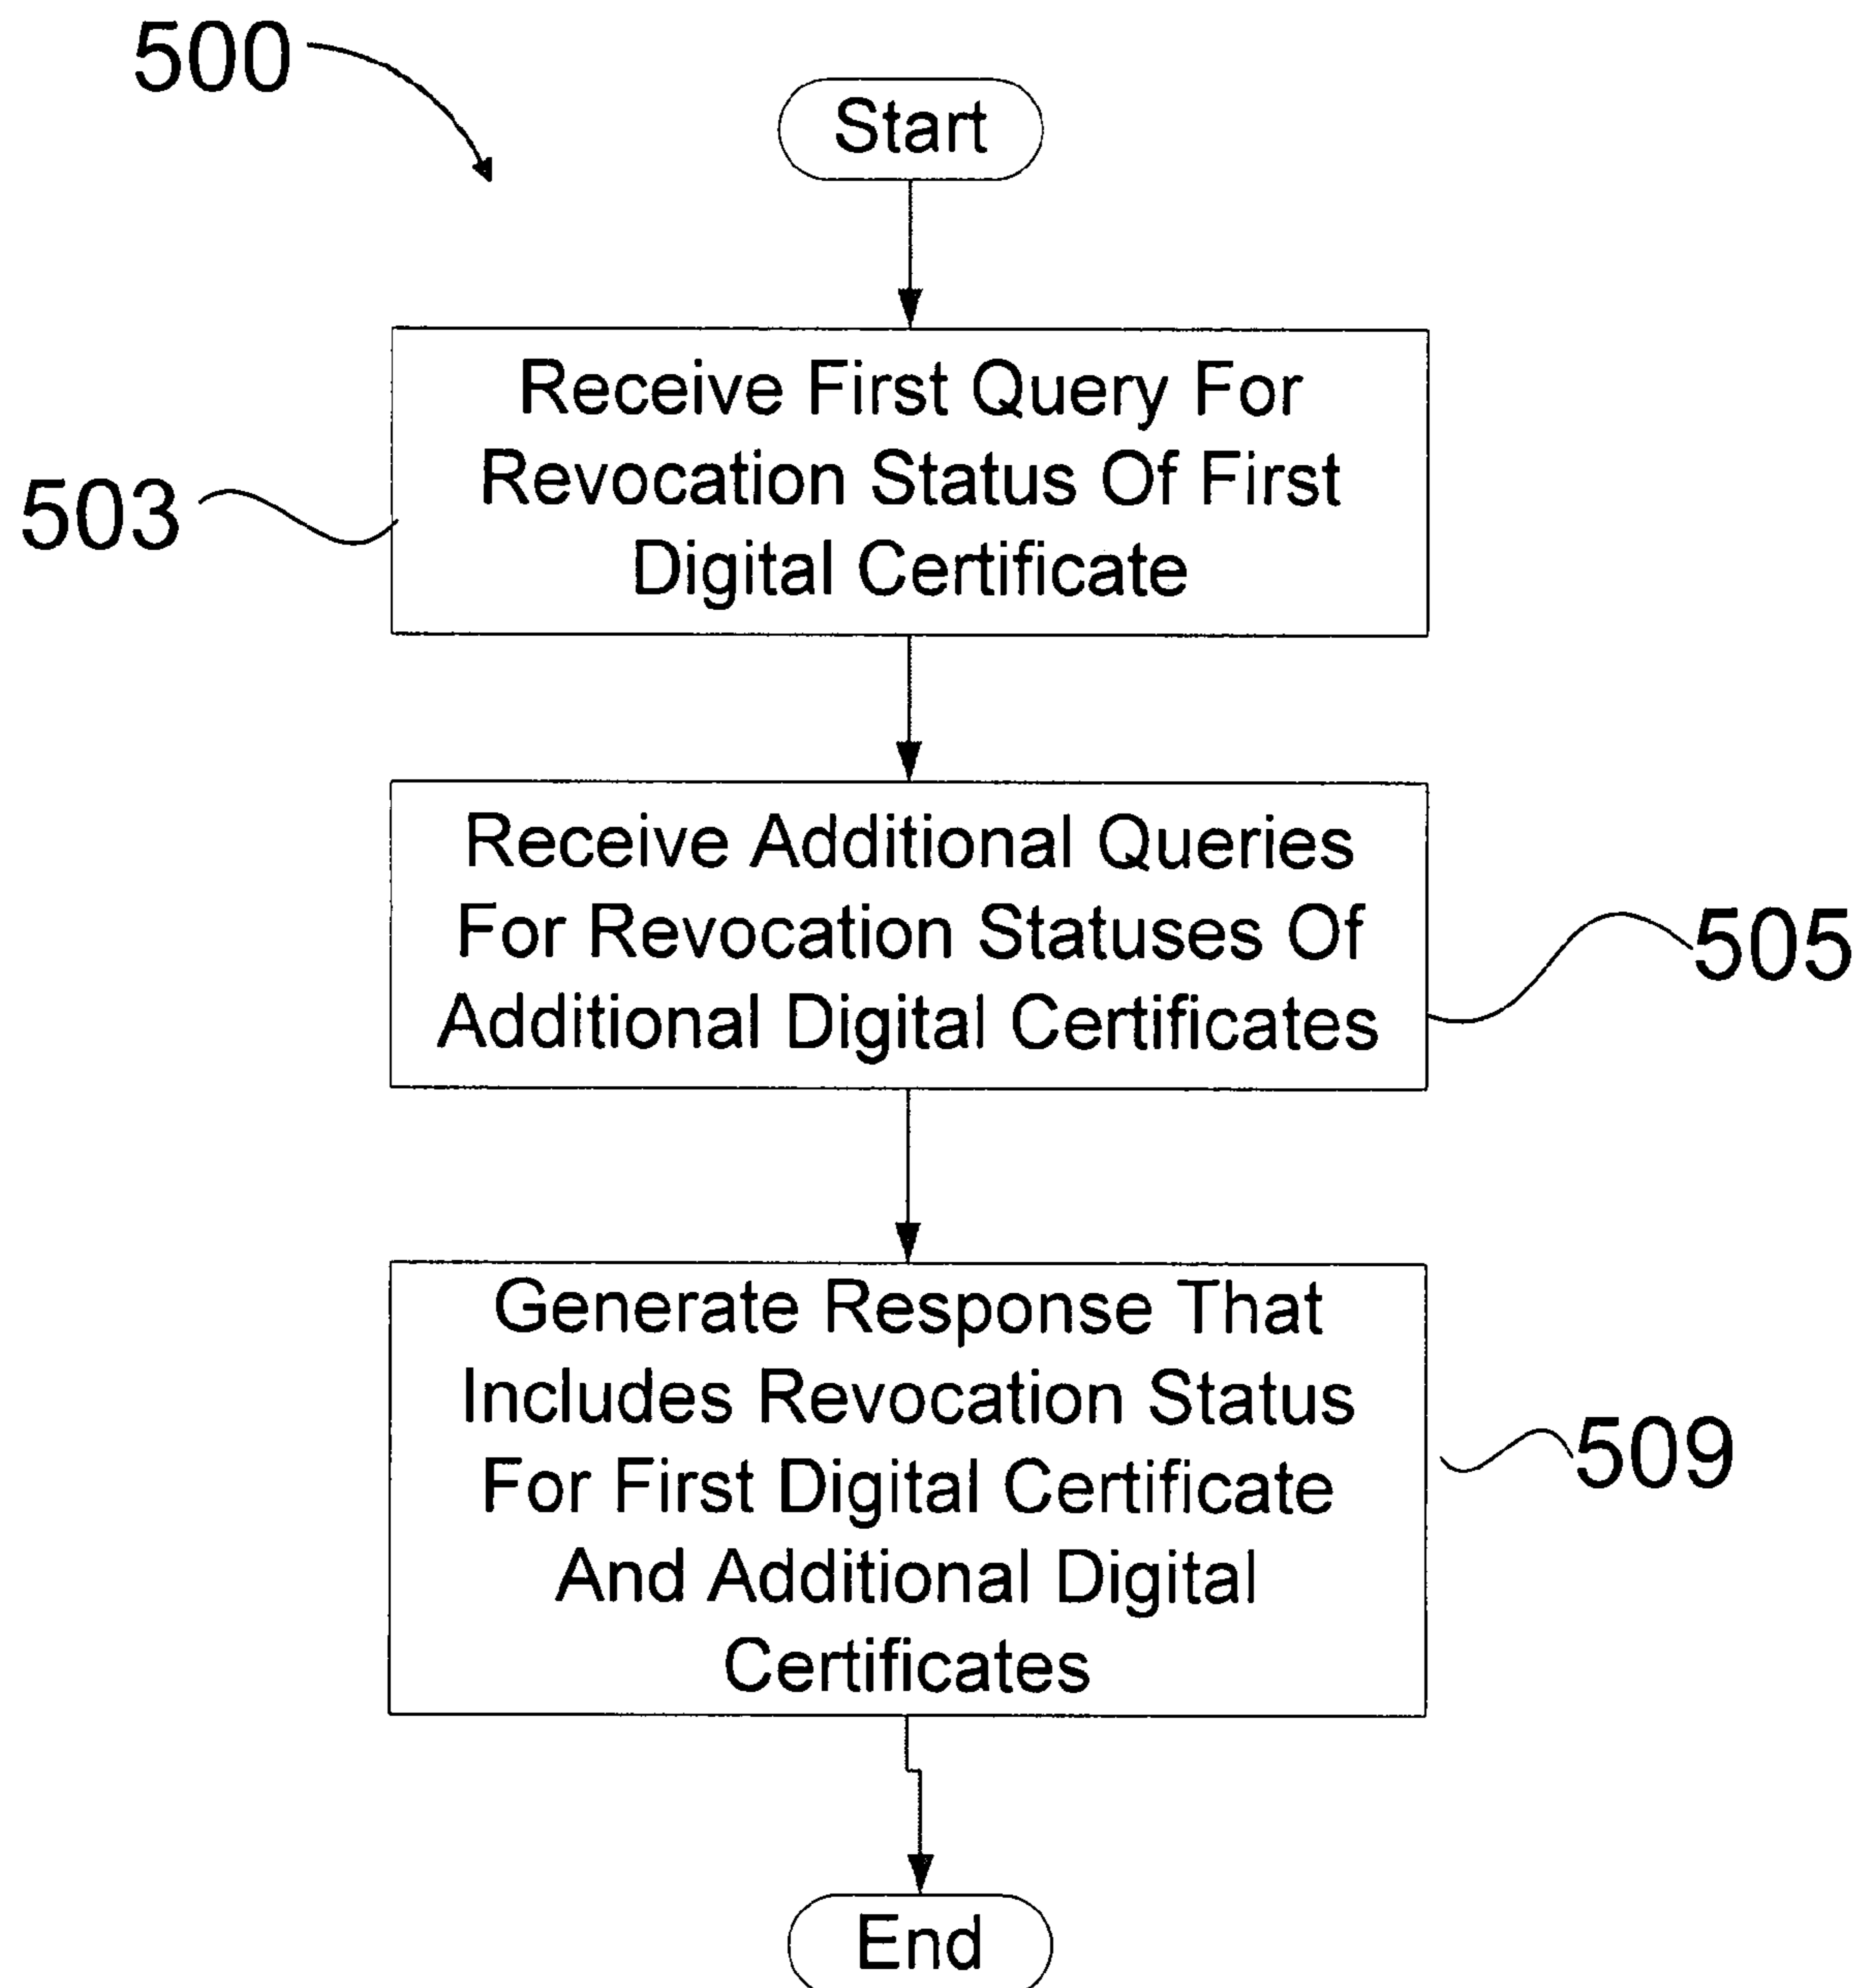 500
Start
Receive First Query For
Revocation Status Of First
Digital Certificate
503
Receive Additional Queries
For Revocation Statuses Of
Additional Digital Certificates
505
Generate Response That
Includes Revocation Status
For First Digital Certificate
And Additional Digital
Certificates
509
End